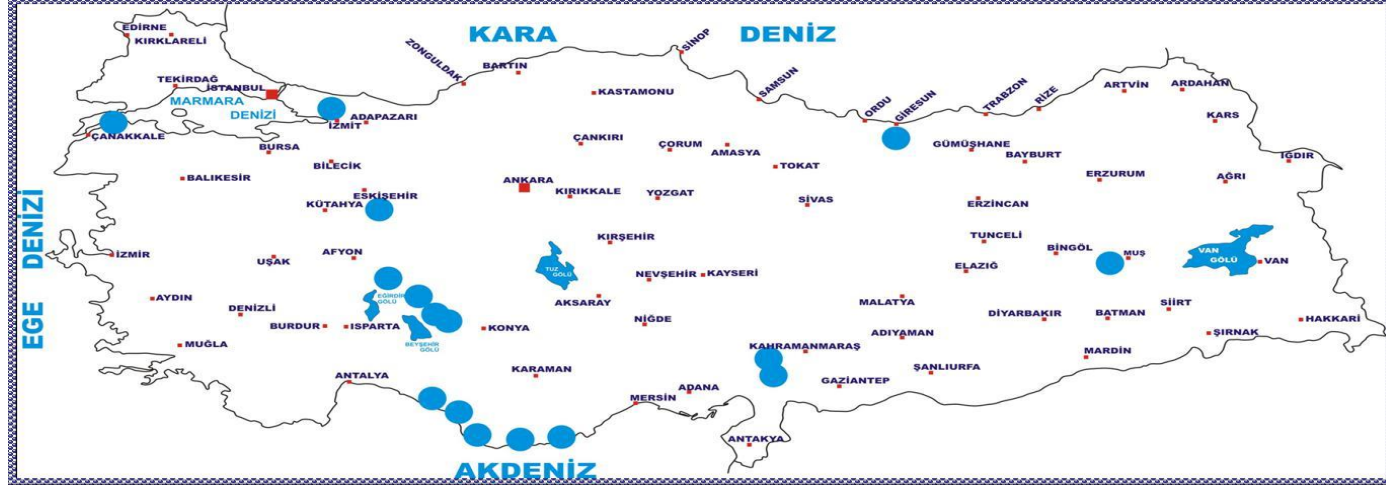 KARA DENİZ
EDİRNE
KIRKLARELİ
TEKİRDAĞ
İSTANBUL
MARMARA
DENİZİ
İZMİT
ADAPAZARI
ÇANAKKALE
ZONGULDAK
BARTIN
KASTAMONU
SİNOP
SAMSUN
ORDU
GİRESUN
TRABZON
RİZE
ARTVİN
ARDAHAN
KARS
IĞDIR
BURSA
BİLECİK
BALIKESİR
ESKİŞEHİR
KÜTAHYA
ANKARA
KIRIKKALE
ÇANKIRI
ÇORUM
AMASYA
TOKAT
YOZGAT
SİVAS
GÜMÜŞHANE
BAYBURT
ERZURUM
AĞRI
ERZİNCAN
TUNCELİ
BİNGÖL
MUŞ
VAN
GÖLÜ
VAN
EGE DENİZİ
İZMİR
UŞAK
AFYON
KIRŞEHİR
TUZ
GÖLÜ
NEVŞEHİR
KAYSERİ
ELAZIĞ
AYDIN
DENİZLİ
EĞİRDİR
GÖLÜ
AKSARAY
MALATYA
DİYARBAKIR
BATMAN
SİİRT
HAKKARİ
BURDUR
ISPARTA
BEYŞEHİR
GÖLÜ
KONYA
NİĞDE
ADIYAMAN
ŞIRNAK
MUĞLA
KAHRAMANMARAŞ
MARDİN
ANTALYA
KARAMAN
ADANA
GAZİANTEP
ŞANLIURFA
MERSİN
ANTAKYA
AKDENİZ